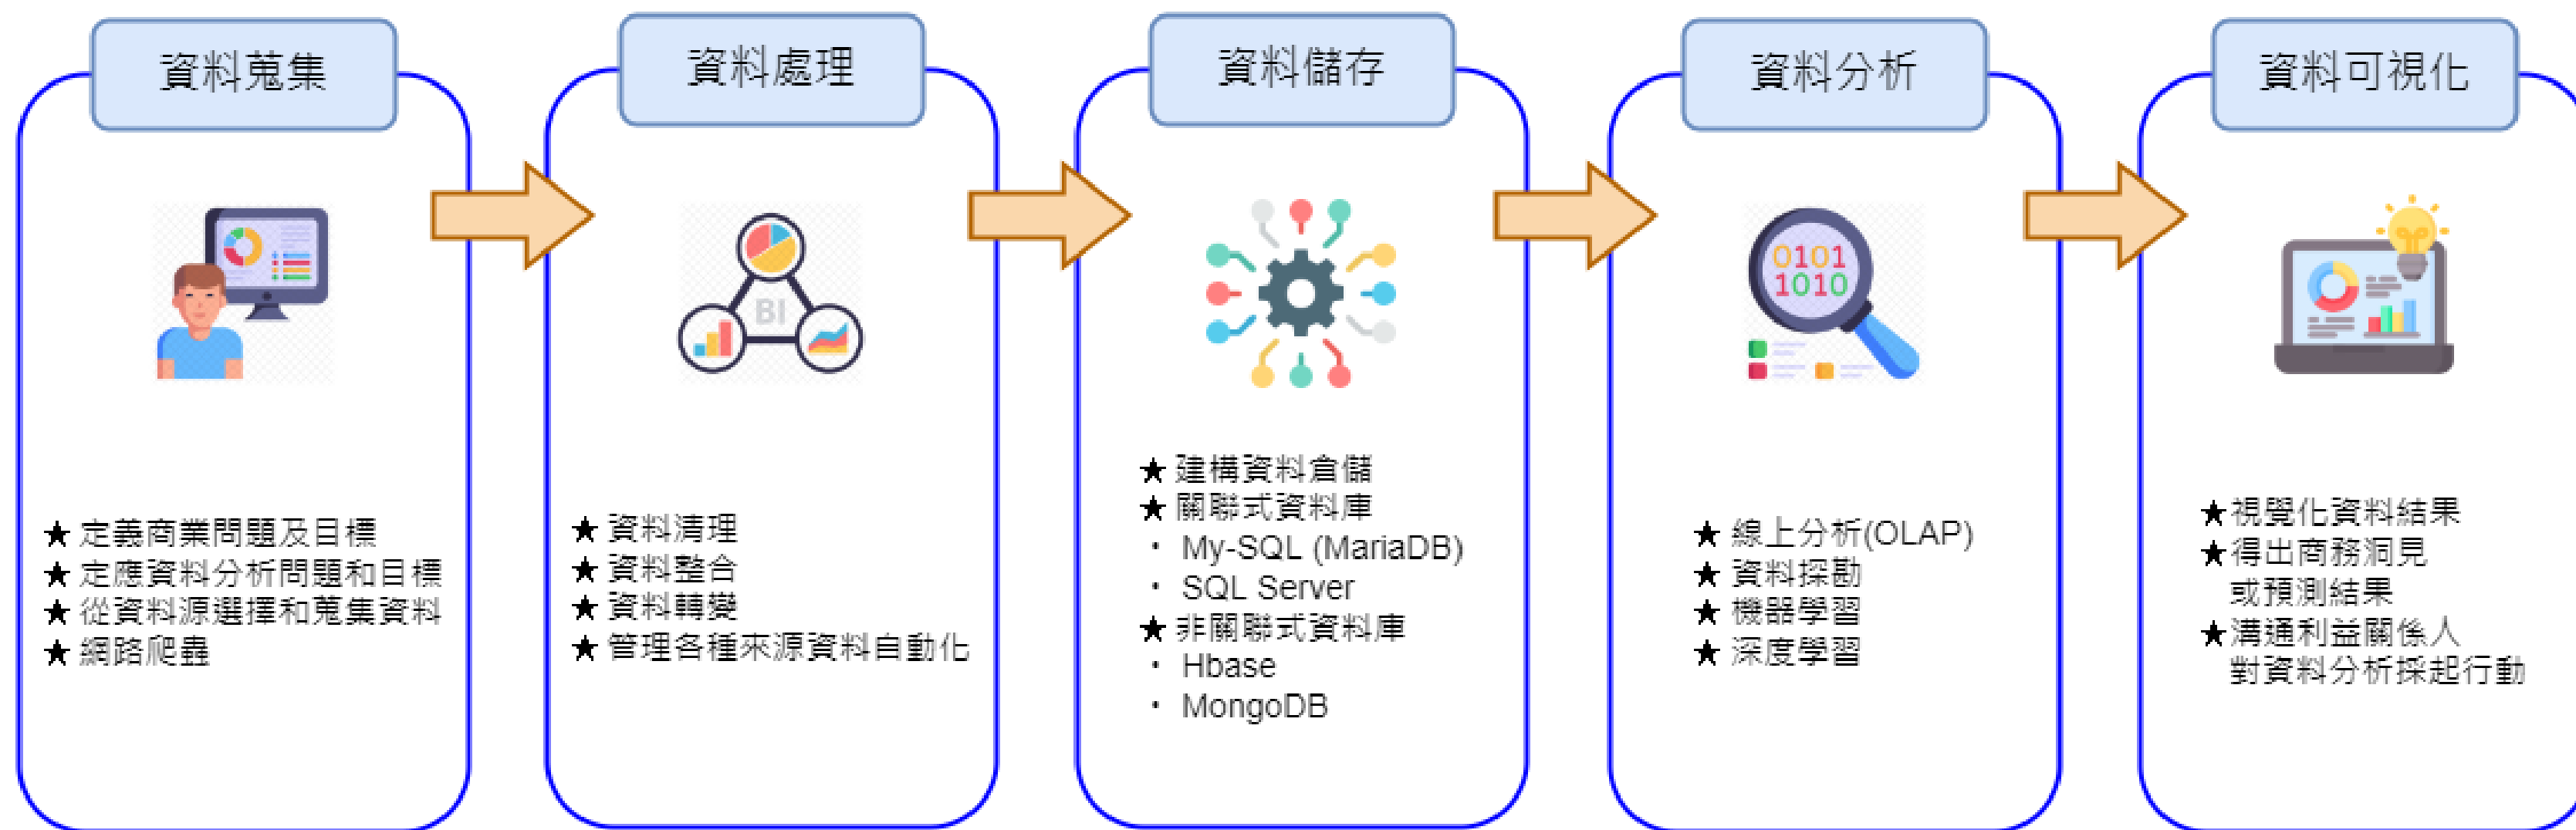 資料蒐集
★ 定義商業問題及目標
★ 定應資料分析問題和目標
★ 從資料源選擇和蒐集資料
★ 網路爬蟲
資料處理
BI
★ 資料清理
★ 資料整合
★ 資料轉變
★ 管理各種來源資料自動化
資料儲存
★ 建構資料倉儲
★ 關聯式資料庫
· My-SQL (MariaDB)
· SQL Server
★ 非關聯式資料庫
· Hbase
· MongoDB
資料分析
0101
1010
★ 線上分析(OLAP)
★ 資料探勘
★ 機器學習
★ 深度學習
資料可視化
★視覺化資料結果
★得出商務洞見
或預測結果
★溝通利益關係人
對資料分析採起行動